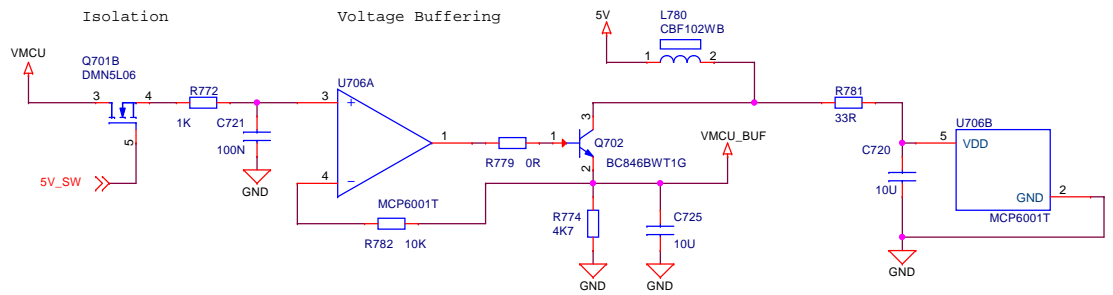 Isolation
Voltage Buffering
VMCU
Q701B
DMN5L06
3
4
5
5V_SW
R772
1K
C721
100N
GND
U706A
3
+
4
−
1
MCP6001T
R782
10K
R779
0R
1
3
2
Q702
BC846BWT1G
5V
L780
CBF102WB
1
2
VMCU_BUF
R774
4K7
GND
C725
10U
GND
R781
33R
C720
10U
GND
U706B
5
VDD
GND
2
MCP6001T